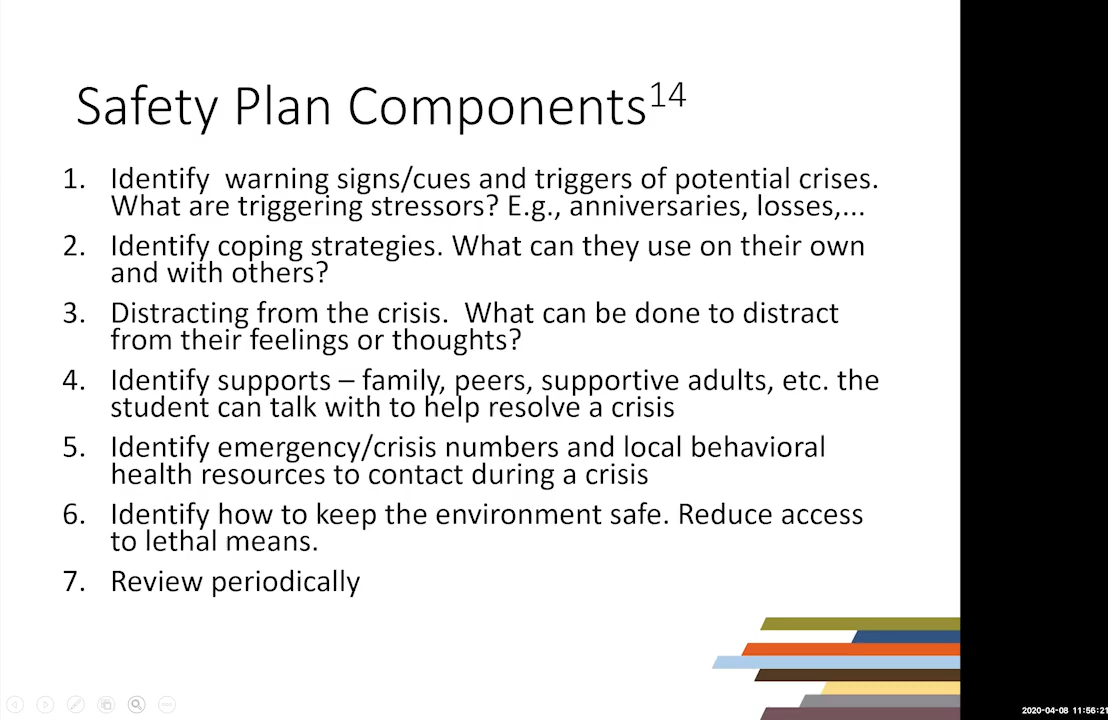 Safety Plan Components14
1. Identify  warning signs/cues and triggers of potential crises.
What are triggering stressors? E.g., anniversaries, losses,...
2. Identify coping strategies. What can they use on their own
and with others?
3. Distracting from the crisis.  What can be done to distract
from their feelings or thoughts?
4. Identify supports – family, peers, supportive adults, etc. the
student can talk with to help resolve a crisis
5. Identify emergency/crisis numbers and local behavioral
health resources to contact during a crisis
6. Identify how to keep the environment safe. Reduce access
to lethal means.
7. Review periodically
2020-04-08 11:56:21